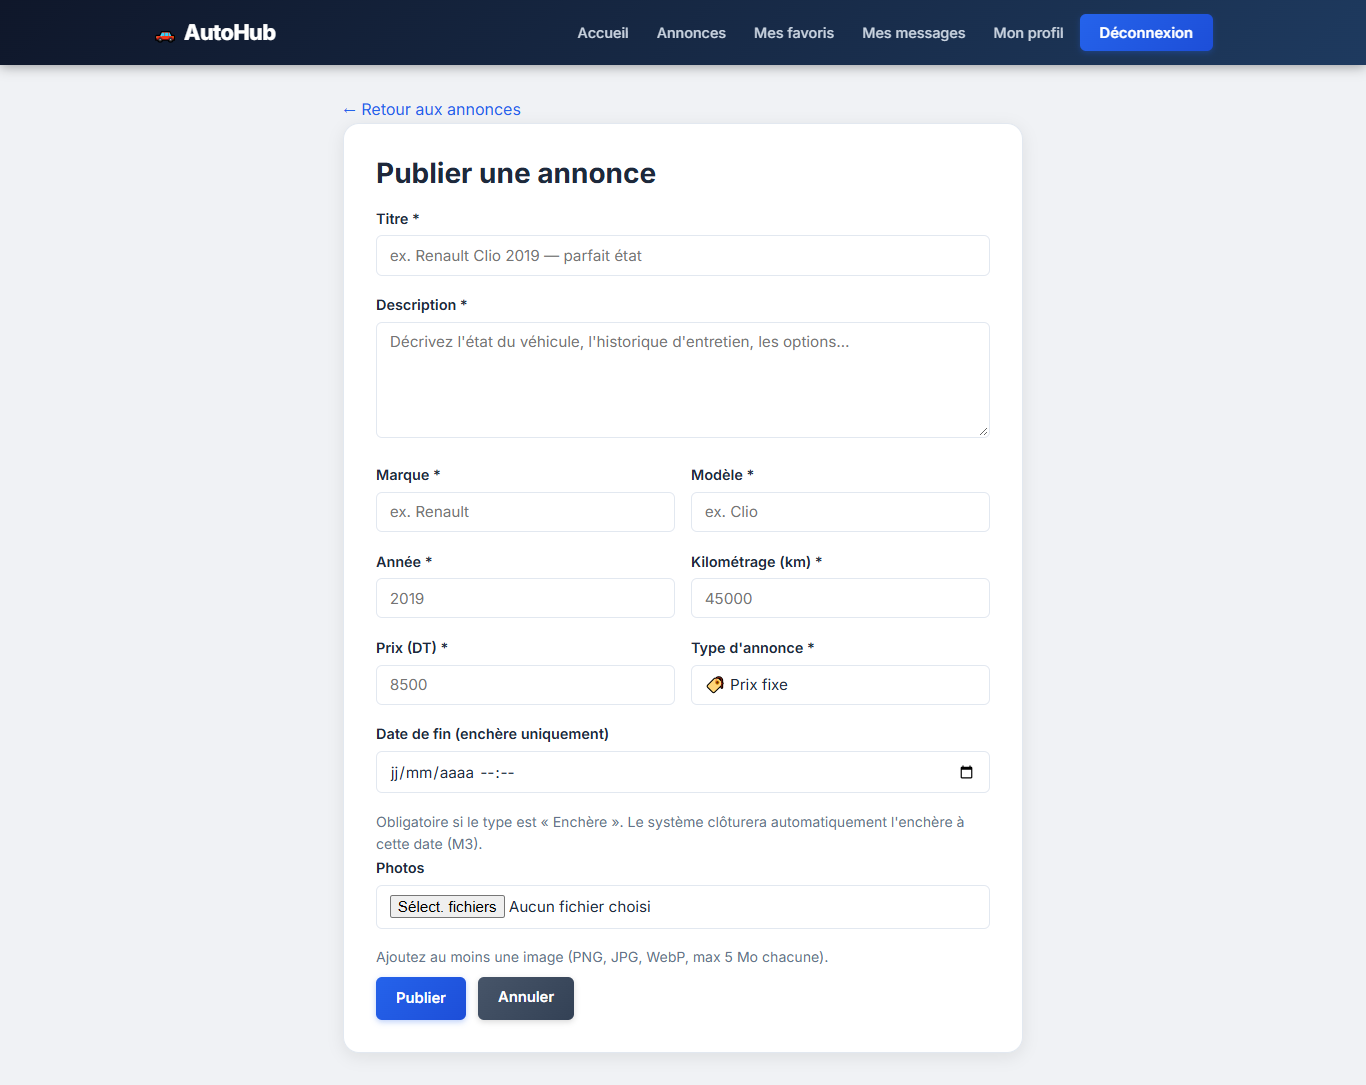 AutoHub
Accueil Annonces Mes favoris Mes messages Mon profil Déconnexion
← Retour aux annonces
Publier une annonce
Titre *
ex. Renault Clio 2019 — parfait état
Description *
Décrivez l'état du véhicule, l'historique d'entretien, les options...
Marque * Modèle *
ex. Renault ex. Clio
Année * Kilométrage (km) *
2019 45000
Prix (DT) * Type d'annonce *
8500 Prix fixe
Date de fin (enchère uniquement)
jj/mm/aaaa --:--
Obligatoire si le type est « Enchère ». Le système clôturera automatiquement l'enchère à
cette date (M3).
Photos
Sélect. fichiers Aucun fichier choisi
Ajoutez au moins une image (PNG, JPG, WebP, max 5 Mo chacune).
Publier Annuler